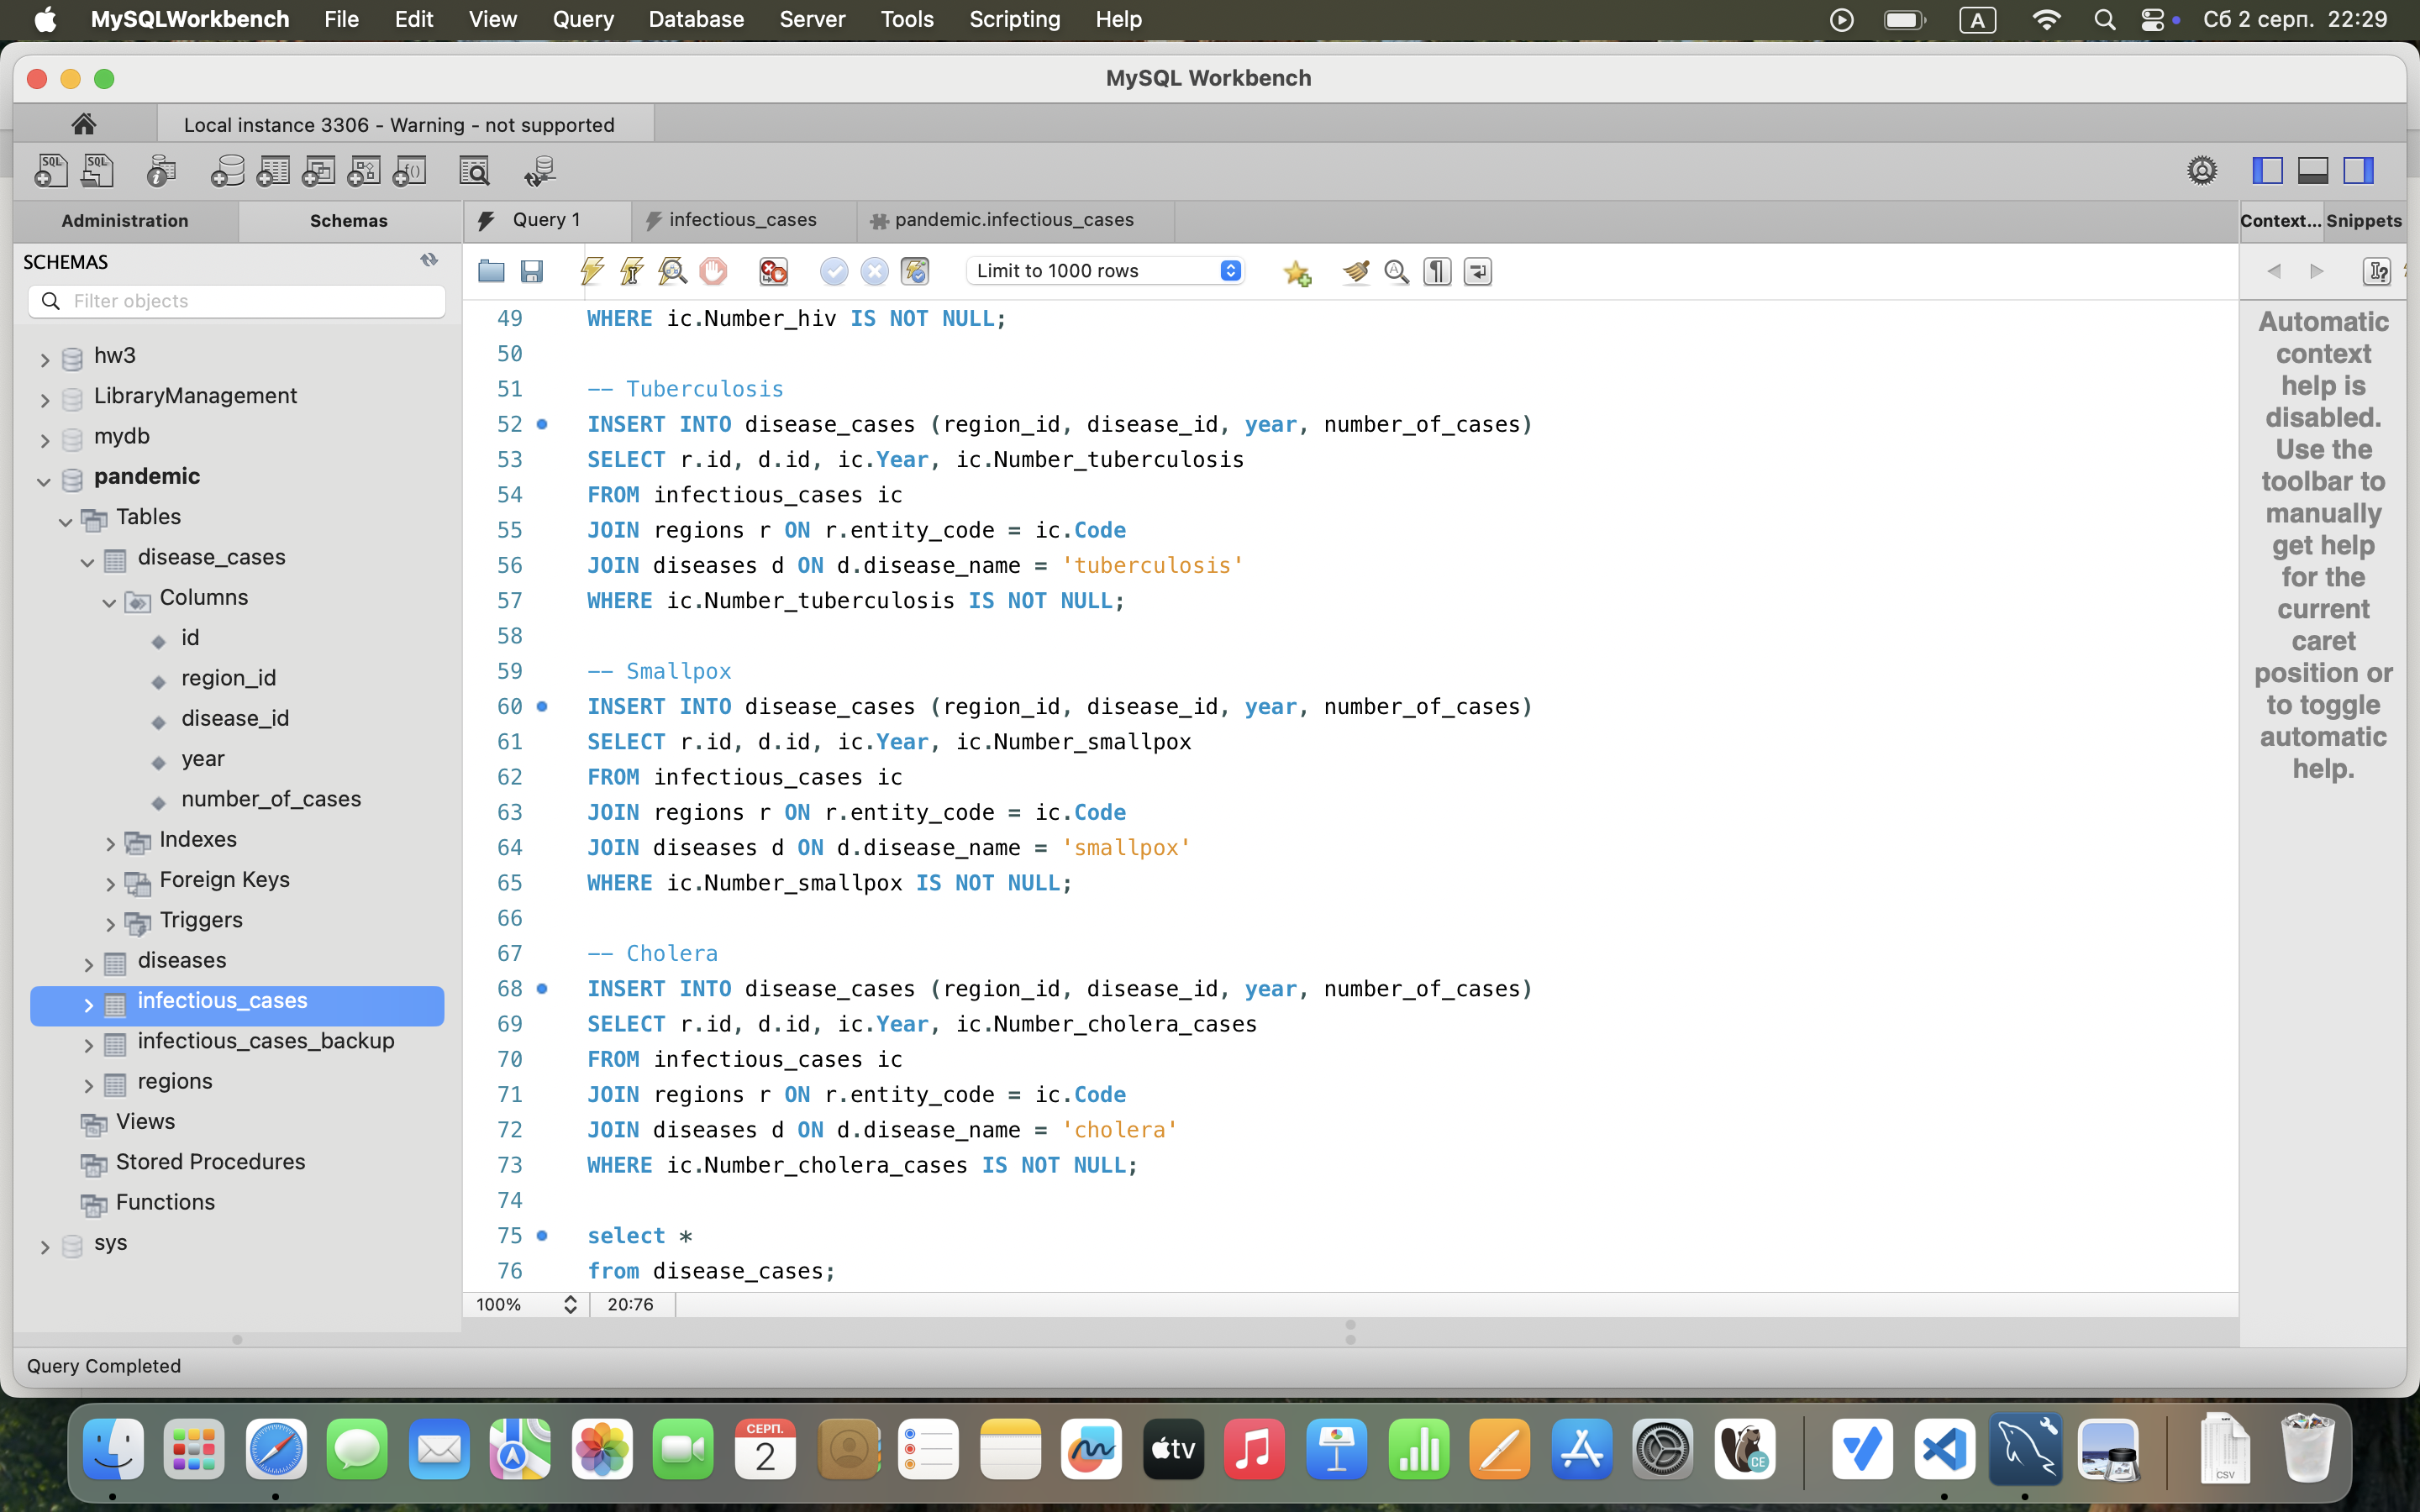 MySQLWorkbench File Edit View Query Database Server Tools Scripting Help A Сб 2 серп. 22:29
MySQL Workbench
Local instance 3306 - Warning - not supported
SQL SQL
Administration Schemas Query 1 infectious_cases pandemic.infectious_cases Context... Snippets
SCHEMAS
Filter objects
Limit to 1000 rows
hw3
LibraryManagement
mydb
pandemic
Tables
disease_cases
Columns
id
region_id
disease_id
year
number_of_cases
Indexes
Foreign Keys
Triggers
diseases
infectious_cases
infectious_cases_backup
regions
Views
Stored Procedures
Functions
sys
49 WHERE ic.Number_hiv IS NOT NULL;
50
51 -- Tuberculosis
52 INSERT INTO disease_cases (region_id, disease_id, year, number_of_cases)
53 SELECT r.id, d.id, ic.Year, ic.Number_tuberculosis
54 FROM infectious_cases ic
55 JOIN regions r ON r.entity_code = ic.Code
56 JOIN diseases d ON d.disease_name = 'tuberculosis'
57 WHERE ic.Number_tuberculosis IS NOT NULL;
58
59 -- Smallpox
60 INSERT INTO disease_cases (region_id, disease_id, year, number_of_cases)
61 SELECT r.id, d.id, ic.Year, ic.Number_smallpox
62 FROM infectious_cases ic
63 JOIN regions r ON r.entity_code = ic.Code
64 JOIN diseases d ON d.disease_name = 'smallpox'
65 WHERE ic.Number_smallpox IS NOT NULL;
66
67 -- Cholera
68 INSERT INTO disease_cases (region_id, disease_id, year, number_of_cases)
69 SELECT r.id, d.id, ic.Year, ic.Number_cholera_cases
70 FROM infectious_cases ic
71 JOIN regions r ON r.entity_code = ic.Code
72 JOIN diseases d ON d.disease_name = 'cholera'
73 WHERE ic.Number_cholera_cases IS NOT NULL;
74
75 select *
76 from disease_cases;
100% 20:76
Automatic
context
help is
disabled.
Use the
toolbar to
manually
get help
for the
current
caret
position or
to toggle
automatic
help.
Query Completed
СЕРП.
2
tv
CE
CSV